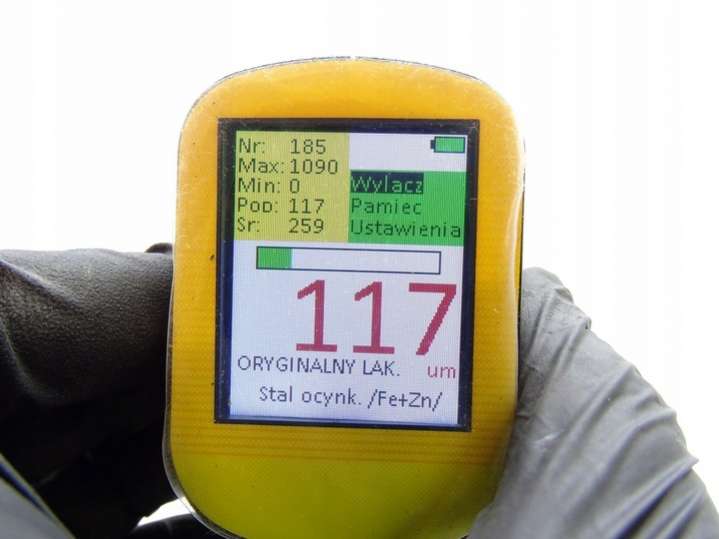 Nr: 185
Max: 1090
Min: 0
Pop: 117
Sr: 259
Wylacz
Pamiec
Ustawienia
117
ORYGINALNY LAK. um
Stal ocynk. /Fe+Zn/